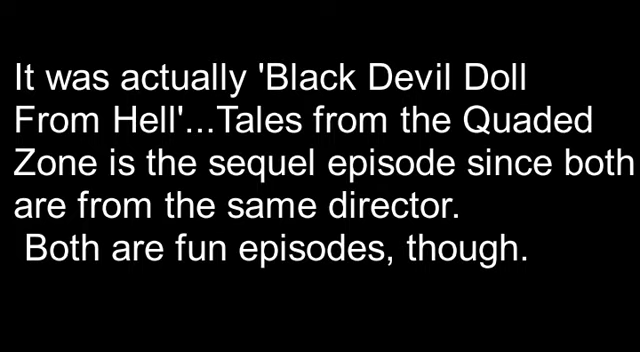 It was actually 'Black Devil Doll
From Hell'...Tales from the Quaded
Zone is the sequel episode since both
are from the same director.
Both are fun episodes, though.